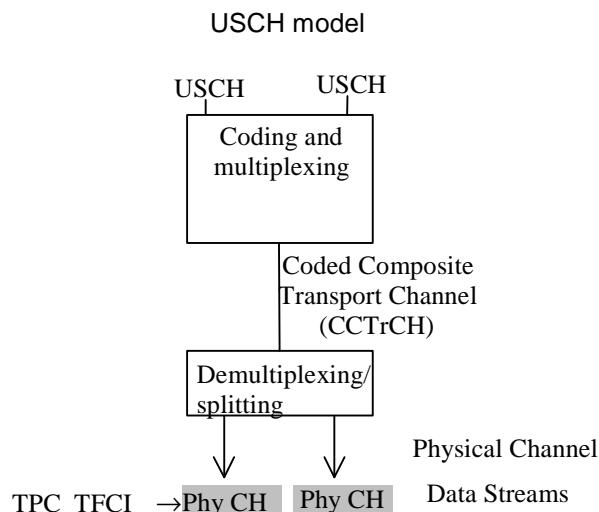 USCH model
USCH USCH
Coding and
multiplexing
Coded Composite
Transport Channel
(CCTrCH)
Demultiplexing/
splitting
Physical Channel
Data Streams
TPC TFCI →Phy CH Phy CH